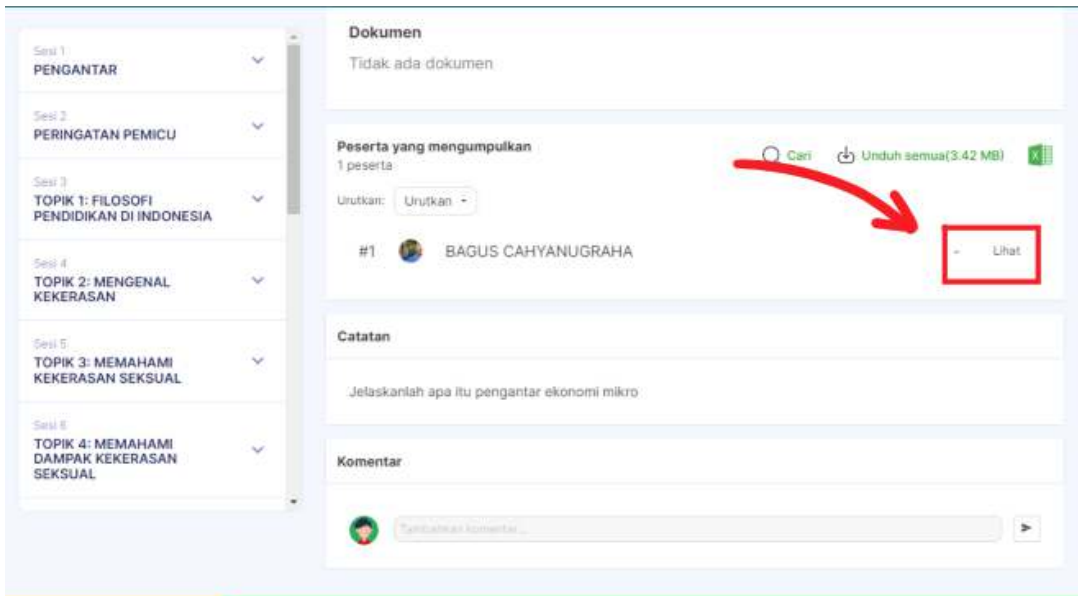 Sesi 1
PENGANTAR
Sesi 2
PERINGATAN PEMICU
Sesi 3
TOPIK 1: FILOSOFI
PENDIDIKAN DI INDONESIA
Sesi 4
TOPIK 2: MENGENAL
KEKERASAN
Sesi 5
TOPIK 3: MEMAHAMI
KEKERASAN SEKSUAL
Sesi 6
TOPIK 4: MEMAHAMI
DAMPAK KEKERASAN
SEKSUAL
Dokumen
Tidak ada dokumen
Peserta yang mengumpulkan
1 peserta
Cari Unduh semua(3.42 MB)
Urutkan: Urutkan
#1 BAGUS CAHYANUGRAHA - Lihat
Catatan
Jelaskanlah apa itu pengantar ekonomi mikro
Komentar
Tambahkan komentar...